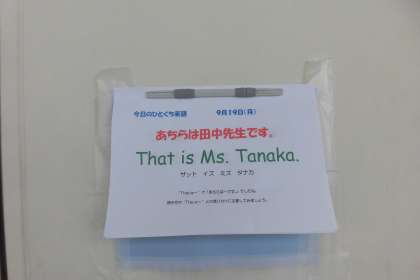 今日のひとくち英語 9月19日(月)
あちらは田中先生です。
That is Ms. Tanaka.
ザット イズ ミズ タナカ